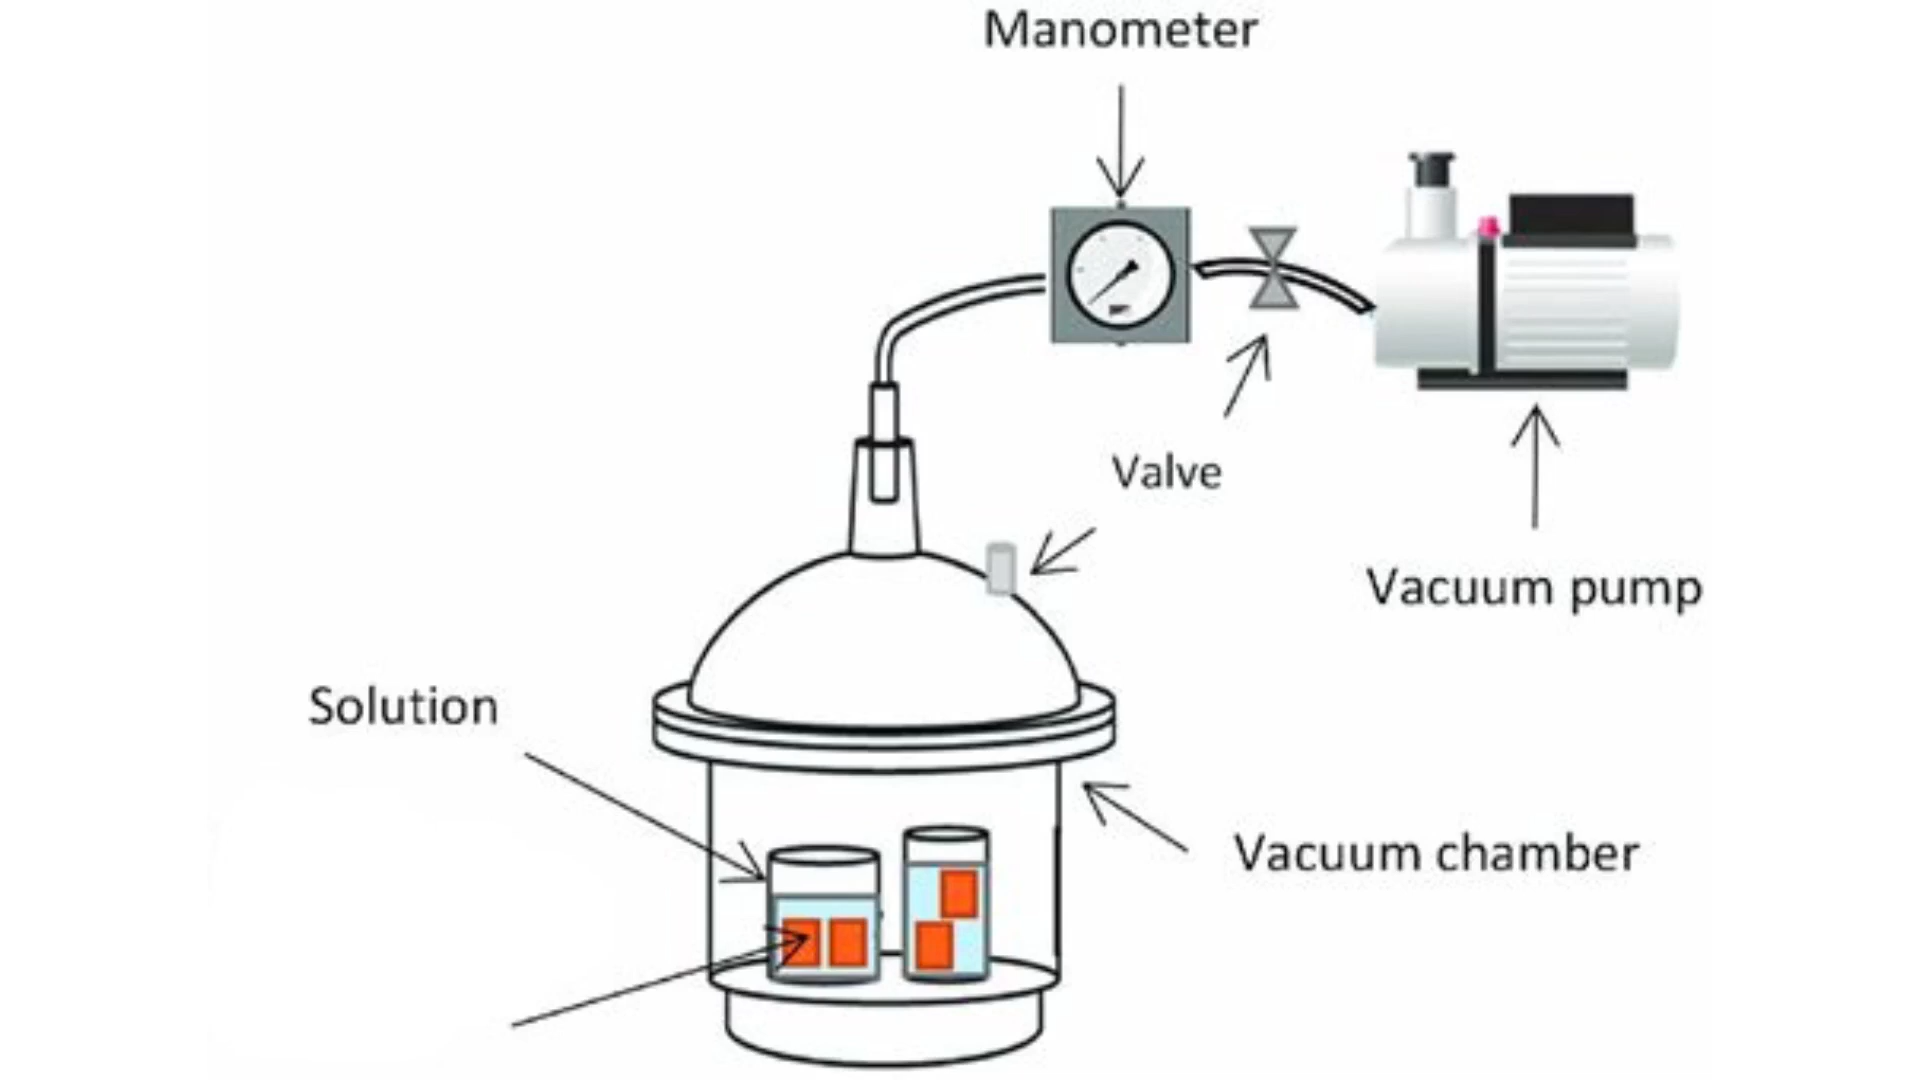 Manometer
Valve
Vacuum pump
Solution
Vacuum chamber